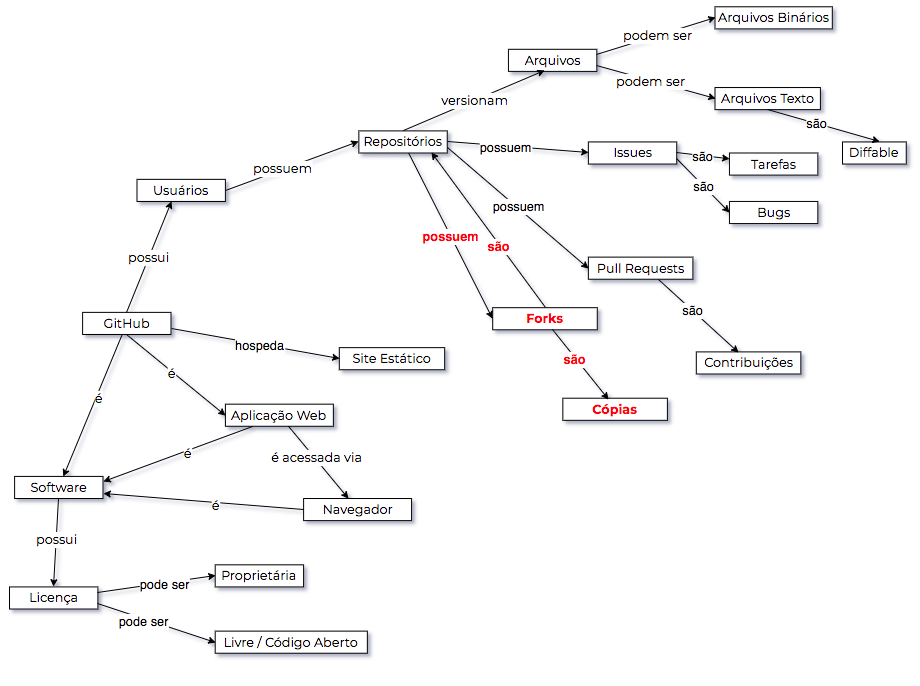 Arquivos Binários
podem ser
Arquivos
podem ser
versionam
Arquivos Texto
são
Repositórios
possuem
Issues
são
Tarefas
Diffable
possuem
Usuários
são
possuem
Bugs
possuem
são
possui
Pull Requests
são
GitHub
Forks
hospeda
Site Estático
são
Contribuições
é
é
Aplicação Web
Cópias
é
é acessada via
Software
é
Navegador
possui
Proprietária
pode ser
Licença
pode ser
Livre / Código Aberto